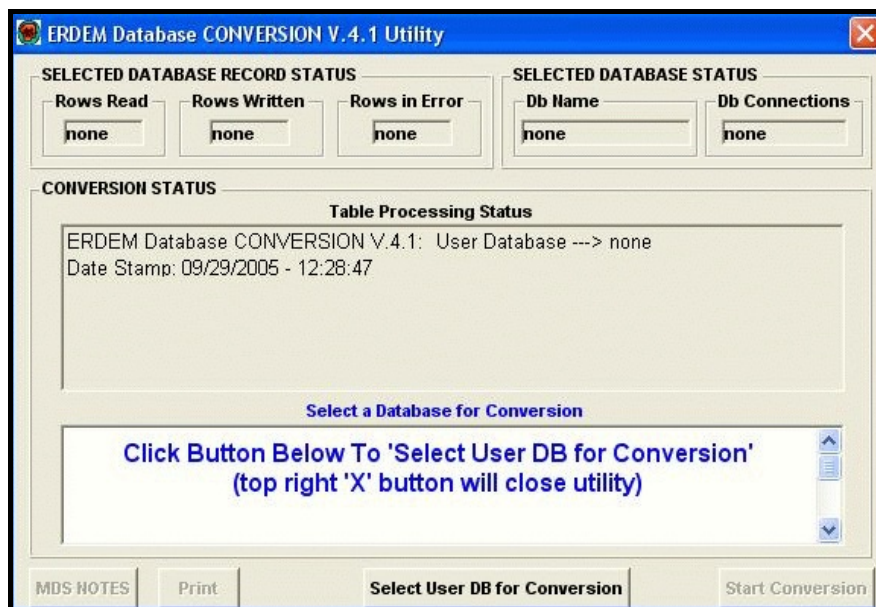 ERDEM Database CONVERSION V.4.1 Utility
SELECTED DATABASE RECORD STATUS
SELECTED DATABASE STATUS
Rows Read
Rows Written
Rows in Error
Db Name
Db Connections
none
none
none
none
none
CONVERSION STATUS
Table Processing Status
ERDEM Database CONVERSION V.4.1: User Database ---> none
Date Stamp: 09/29/2005 - 12:28:47
Select a Database for Conversion
Click Button Below To 'Select User DB for Conversion'
(top right 'X' button will close utility)
MDS NOTES
Print
Select User DB for Conversion
Start Conversion